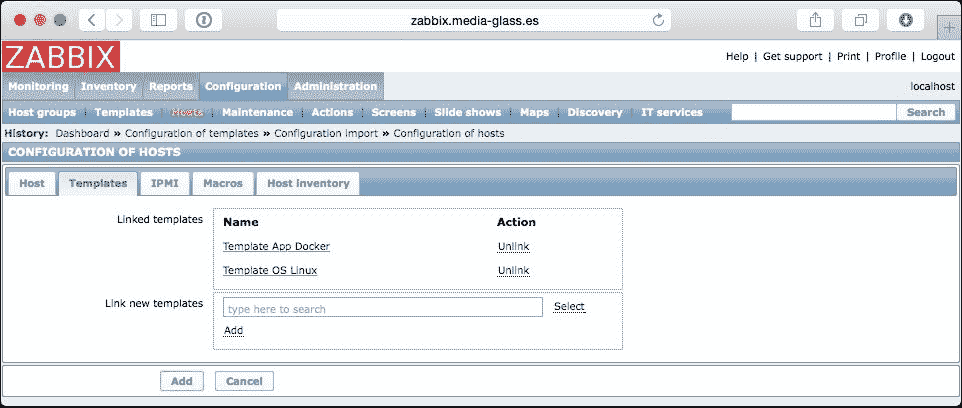 zabbix.media-glass.es
ZABBIX
Help | Get support | Print | Profile | Logout
Monitoring Inventory Reports Configuration Administration localhost
Host groups Templates Hosts Maintenance Actions Screens Slide shows Maps Discovery IT services Search
History: Dashboard » Configuration of templates » Configuration import » Configuration of hosts
CONFIGURATION OF HOSTS
Host Templates IPMI Macros Host inventory
Linked templates Name Action
Template App Docker Unlink
Template OS Linux Unlink
Link new templates type here to search Select
Add
Add Cancel